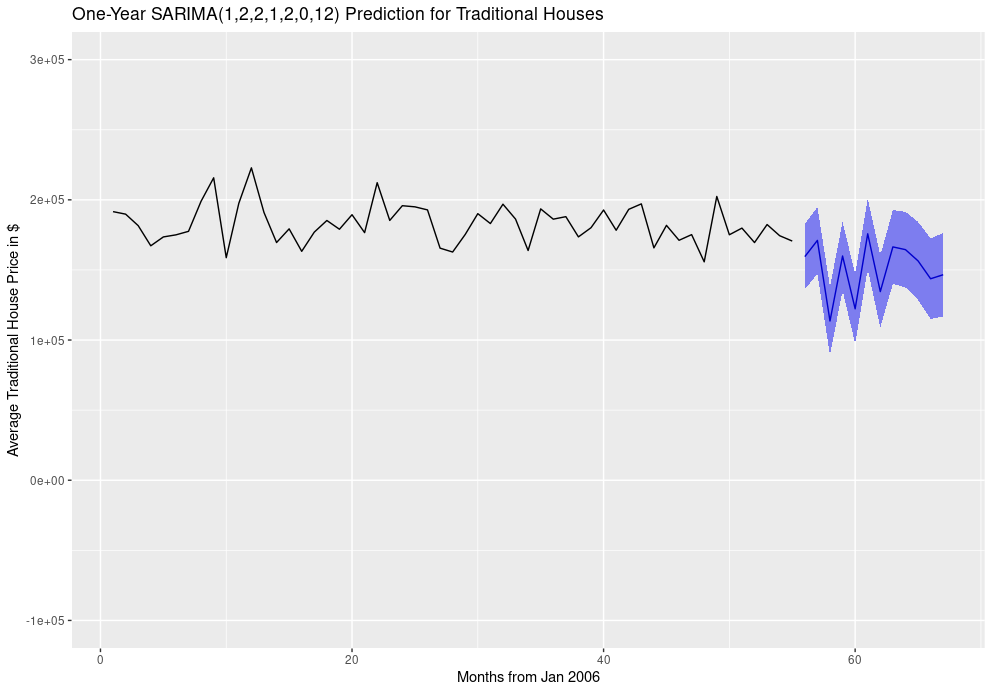 One-Year SARIMA(1,2,2,1,2,0,12) Prediction for Traditional Houses
3e+05
2e+05
1e+05
0e+00
-1e+05
Average Traditional House Price in $
0 20 40 60
Months from Jan 2006